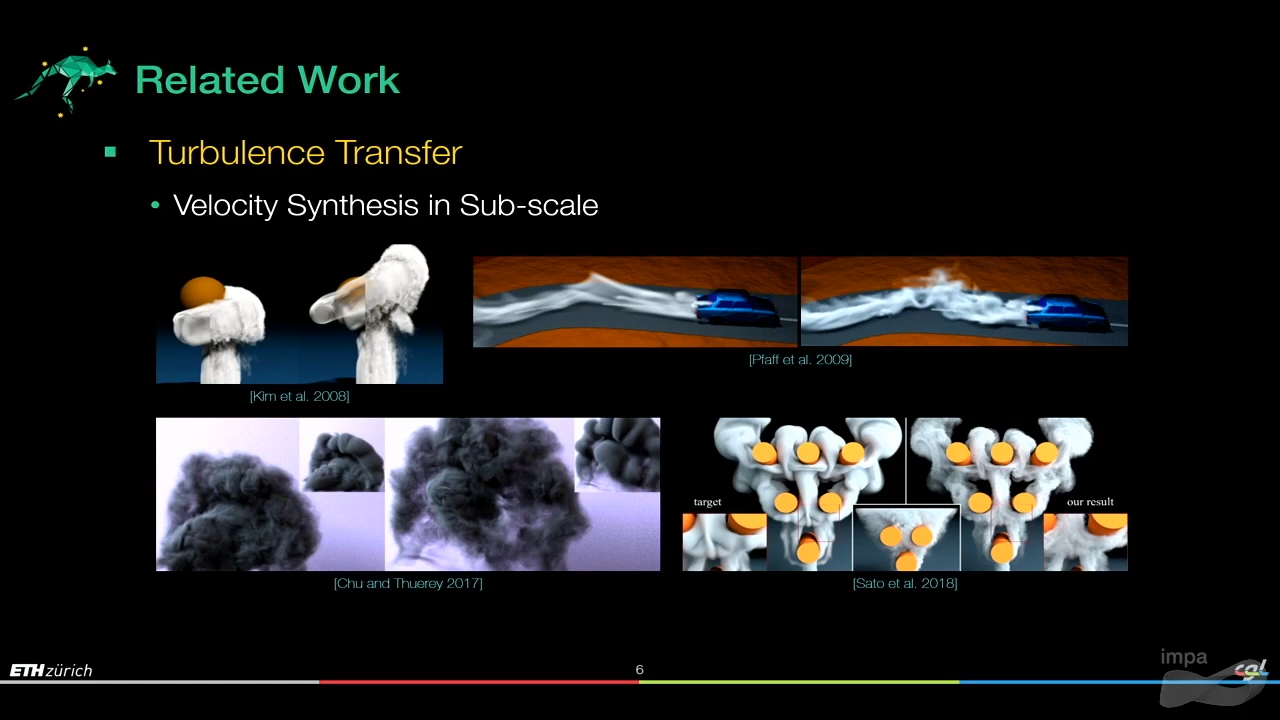 Related Work
Turbulence Transfer
Velocity Synthesis in Sub-scale
[Kim et al. 2008]
[Pfaff et al. 2009]
[Chu and Thuerey 2017]
target
our result
[Sato et al. 2018]
ETH zürich
6
impa
cgl